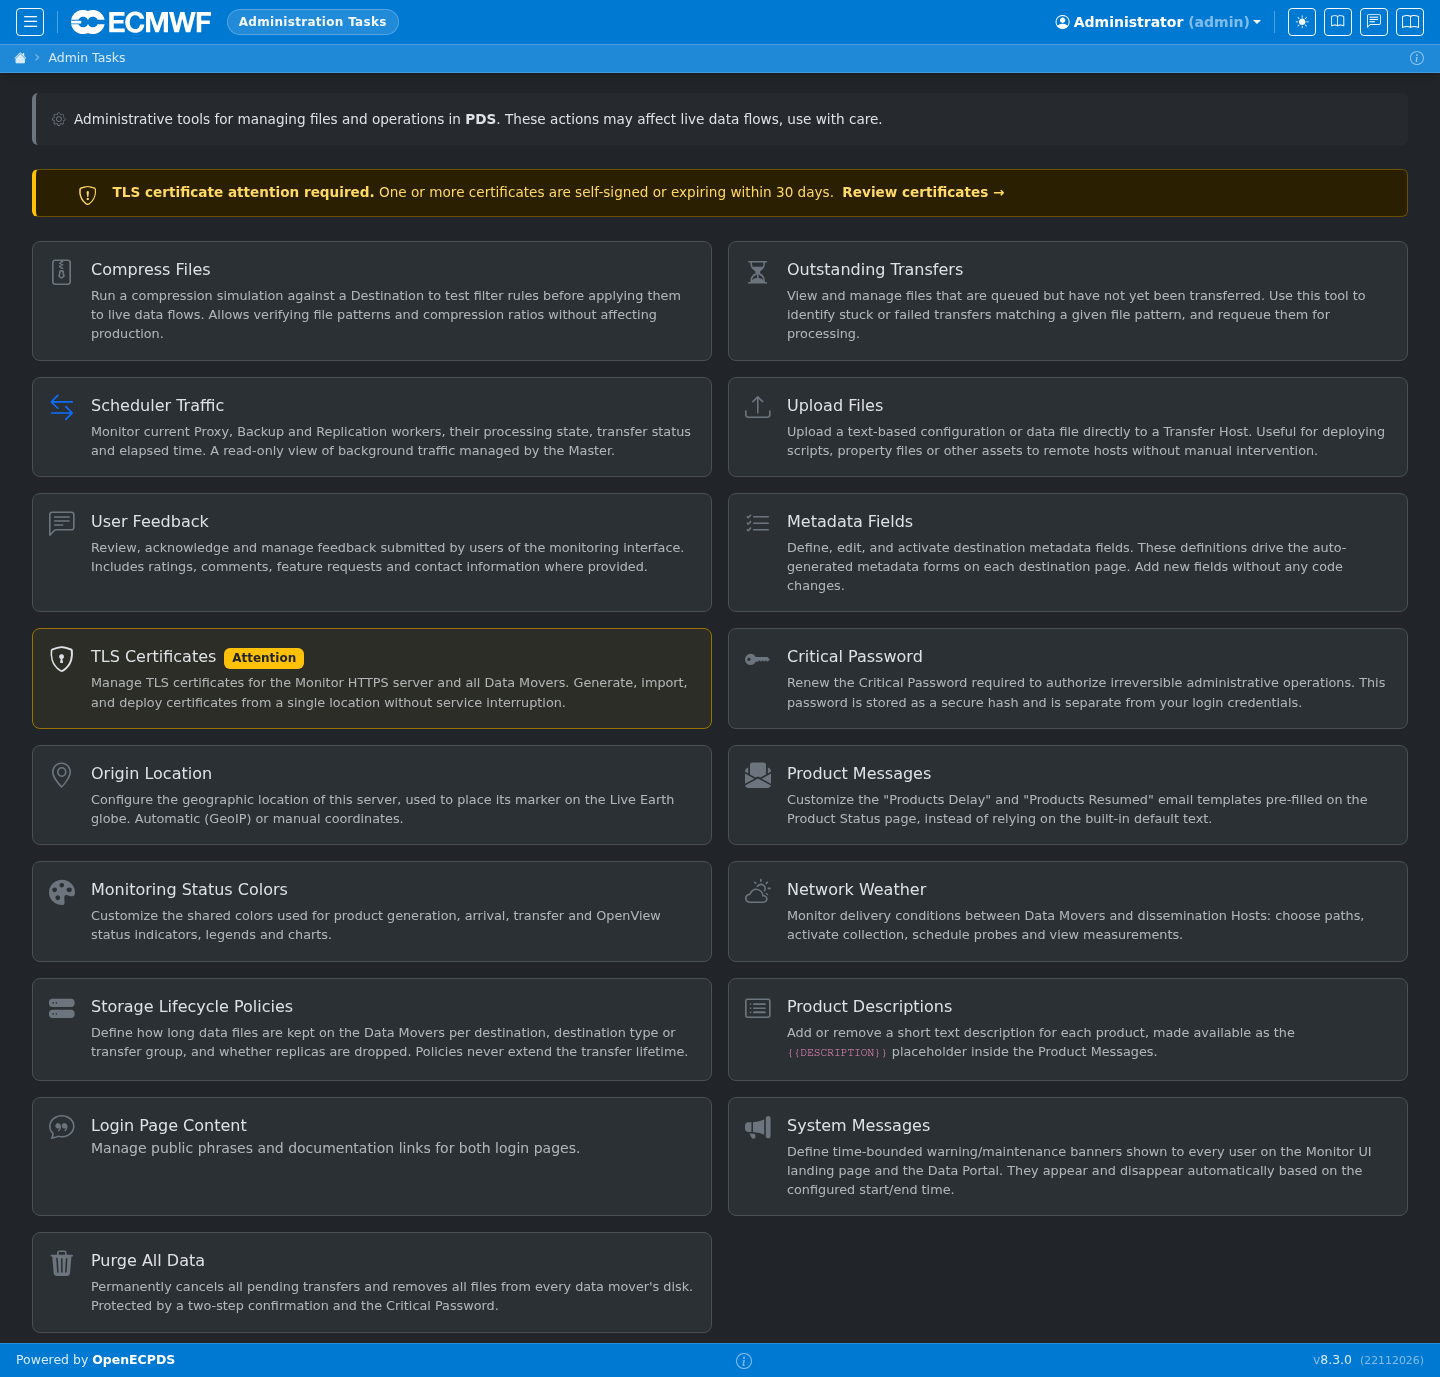 ECMWF
Administration Tasks
Administrator (admin)
Admin Tasks
Administrative tools for managing files and operations in PDS. These actions may affect live data flows, use with care.
TLS certificate attention required. One or more certificates are self-signed or expiring within 30 days. Review certificates →
Compress Files
Run a compression simulation against a Destination to test filter rules before applying them
to live data flows. Allows verifying file patterns and compression ratios without affecting
production.
Outstanding Transfers
View and manage files that are queued but have not yet been transferred. Use this tool to
identify stuck or failed transfers matching a given file pattern, and requeue them for
processing.
Scheduler Traffic
Monitor current Proxy, Backup and Replication workers, their processing state, transfer status
and elapsed time. A read-only view of background traffic managed by the Master.
Upload Files
Upload a text-based configuration or data file directly to a Transfer Host. Useful for deploying
scripts, property files or other assets to remote hosts without manual intervention.
User Feedback
Review, acknowledge and manage feedback submitted by users of the monitoring interface.
Includes ratings, comments, feature requests and contact information where provided.
Metadata Fields
Define, edit, and activate destination metadata fields. These definitions drive the auto-
generated metadata forms on each destination page. Add new fields without any code
changes.
TLS Certificates Attention
Manage TLS certificates for the Monitor HTTPS server and all Data Movers. Generate, import,
and deploy certificates from a single location without service interruption.
Critical Password
Renew the Critical Password required to authorize irreversible administrative operations. This
password is stored as a secure hash and is separate from your login credentials.
Origin Location
Configure the geographic location of this server, used to place its marker on the Live Earth
globe. Automatic (GeoIP) or manual coordinates.
Product Messages
Customize the "Products Delay" and "Products Resumed" email templates pre-filled on the
Product Status page, instead of relying on the built-in default text.
Monitoring Status Colors
Customize the shared colors used for product generation, arrival, transfer and OpenView
status indicators, legends and charts.
Network Weather
Monitor delivery conditions between Data Movers and dissemination Hosts: choose paths,
activate collection, schedule probes and view measurements.
Storage Lifecycle Policies
Define how long data files are kept on the Data Movers per destination, destination type or
transfer group, and whether replicas are dropped. Policies never extend the transfer lifetime.
Product Descriptions
Add or remove a short text description for each product, made available as the
{{DESCRIPTION}} placeholder inside the Product Messages.
Login Page Content
Manage public phrases and documentation links for both login pages.
System Messages
Define time-bounded warning/maintenance banners shown to every user on the Monitor UI
landing page and the Data Portal. They appear and disappear automatically based on the
configured start/end time.
Purge All Data
Permanently cancels all pending transfers and removes all files from every data mover's disk.
Protected by a two-step confirmation and the Critical Password.
Powered by OpenECPDS
v8.3.0 (22112026)